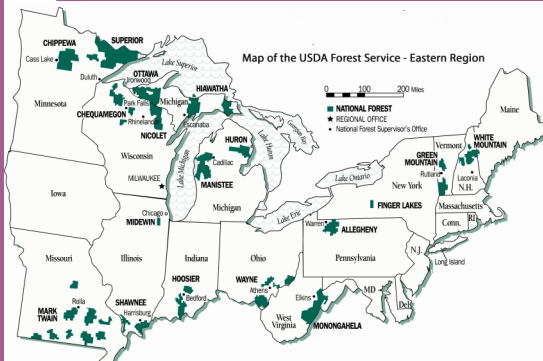 Map of the USDA Forest Service - Eastern Region
0 100 200 Miles
NATIONAL FOREST
REGIONAL OFFICE
National Forest Supervisor's Office
CHIPPEWA
SUPERIOR
Cass Lake
Duluth
Lake Superior
OTTAWA
Ironwood
HIAWATHA
Minnesota
Park Falls
Michigan
CHEQUAMEGON
Rhinelander
NICOLET
Escanaba
Georgian Bay
HURON
Lake Huron
Wisconsin
Lake Michigan
Cadillac
MANISTEE
MILWAUKEE
Michigan
Maine
WHITE
MOUNTAIN
Vermont
GREEN
MOUNTAIN
Rutland
Laconia
N.H.
Lake Ontario
New York
Massachusetts
Conn.
RI
FINGER LAKES
Lake Erie
Warren
ALLEGHENY
Pennsylvania
N.J.
Long Island
MD
Del
Iowa
Chicago
MIDEWIN
Missouri
Illinois
Indiana
Ohio
HOOSIER
Bedford
WAYNE
Athens
Elkins
West
Virginia
MONONGAHELA
Rolla
MARK
TWAIN
SHAWNEE
Harrisburg